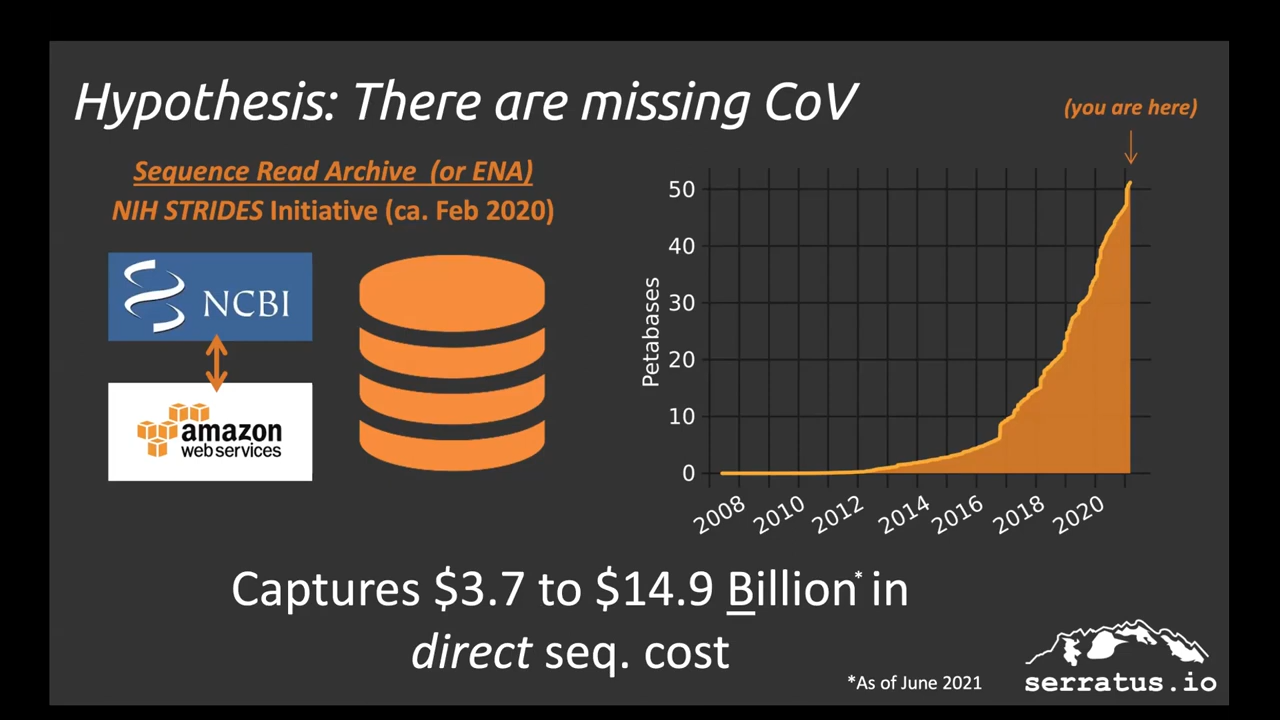 Hypothesis: There are missing CoV
(you are here)
Sequence Read Archive (or ENA)
NIH STRIDES Initiative (ca. Feb 2020)
NCBI
amazon
webservices
Petabases
50
40
30
20
10
0
2008
2010
2012
2014
2016
2018
2020
Captures $3.7 to $14.9 Billion* in
direct seq. cost
*As of June 2021
serratus.io